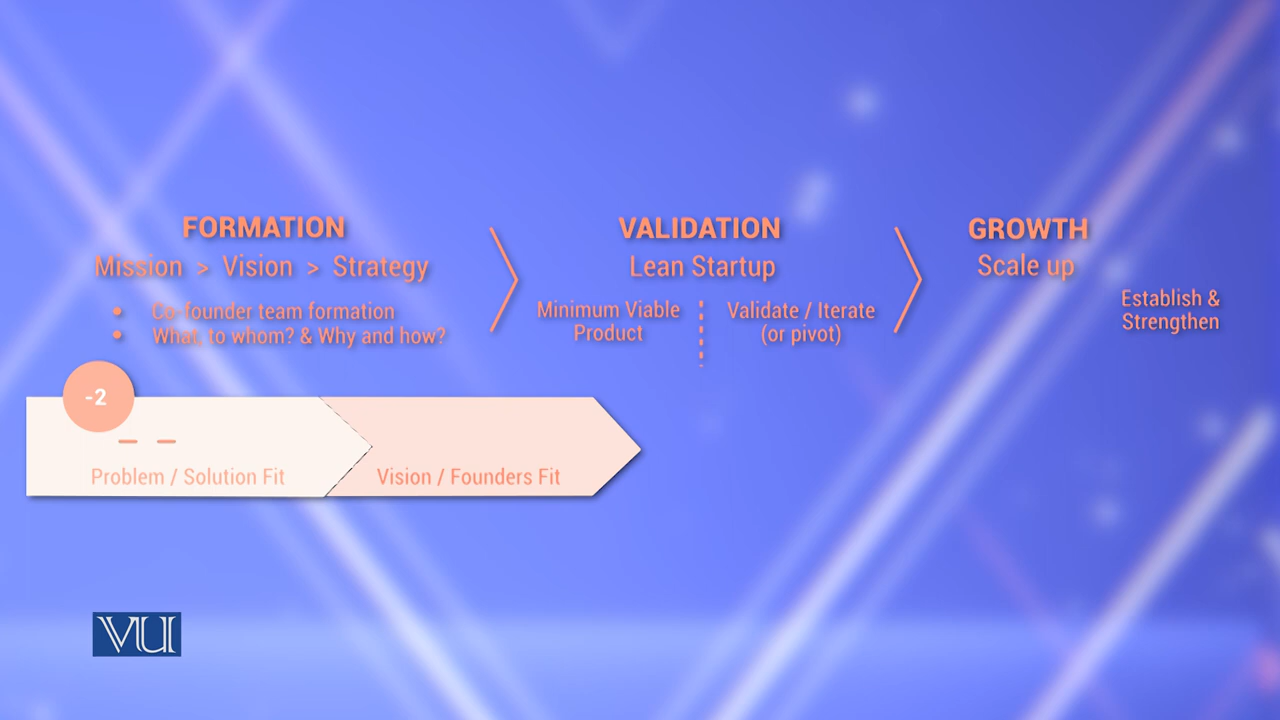 FORMATION
Mission > Vision > Strategy
• Co-founder team formation
• What, to whom? & Why and how?
VALIDATION
Lean Startup
Minimum Viable
Product
Validate / Iterate
(or pivot)
GROWTH
Scale up
Establish &
Strengthen
-2
Problem / Solution Fit
Vision / Founders Fit
VU